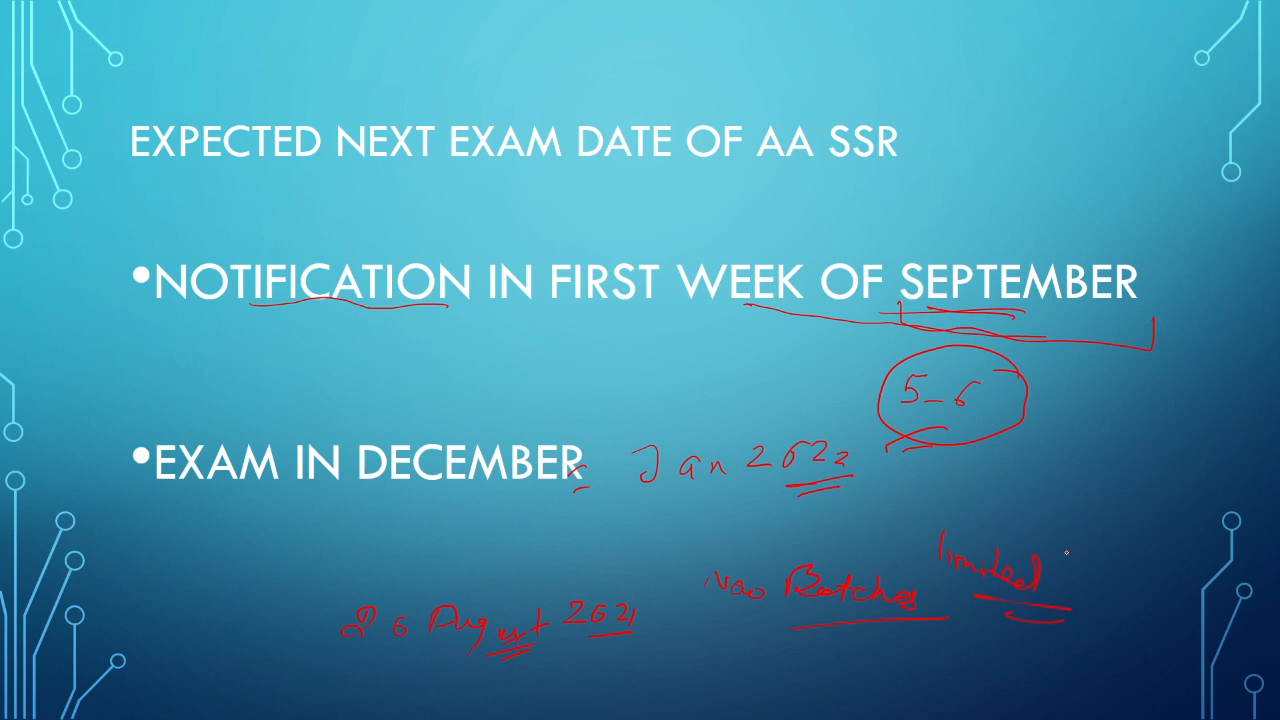 EXPECTED NEXT EXAM DATE OF AA SSR
•NOTIFICATION IN FIRST WEEK OF SEPTEMBER
5-6
•EXAM IN DECEMBER - Jan 2022
limited
Batches
26 August 2021